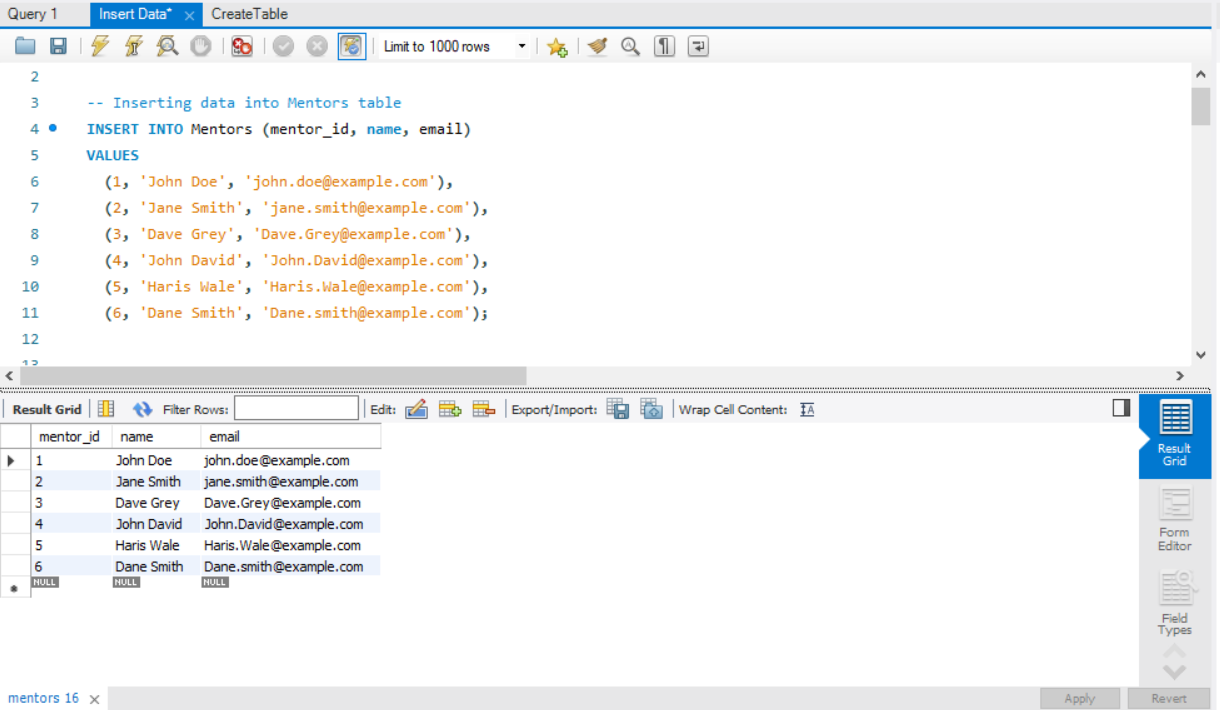 Query 1 Insert Data* CreateTable
Limit to 1000 rows
2
3 -- Inserting data into Mentors table
4 INSERT INTO Mentors (mentor_id, name, email)
5 VALUES
6 (1, 'John Doe', 'john.doe@example.com'),
7 (2, 'Jane Smith', 'jane.smith@example.com'),
8 (3, 'Dave Grey', 'Dave.Grey@example.com'),
9 (4, 'John David', 'John.David@example.com'),
10 (5, 'Haris Wale', 'Haris.Wale@example.com'),
11 (6, 'Dane Smith', 'Dane.smith@example.com');
12
13
Result Grid Filter Rows: Edit: Export/Import: Wrap Cell Content:
mentor_id name email
1 John Doe john.doe@example.com
2 Jane Smith jane.smith@example.com
3 Dave Grey Dave.Grey@example.com
4 John David John.David@example.com
5 Haris Wale Haris.Wale@example.com
6 Dane Smith Dane.smith@example.com
NULL NULL NULL
Result
Grid
Form
Editor
Field
Types
mentors 16 Apply Revert